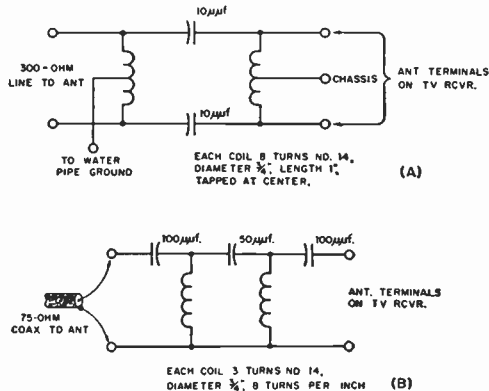 10µµf
300-OHM
LINE TO ANT
CHASSIS
ANT TERMINALS
ON TV RCVR.
10µµf
TO WATER
PIPE GROUND
EACH COIL 8 TURNS NO. 14,
DIAMETER ¾", LENGTH 1",
TAPPED AT CENTER.
(A)
100µµf.
50µµf.
100µµf.
75-OHM
COAX TO ANT
ANT. TERMINALS
ON TV RCVR.
EACH COIL 3 TURNS NO 14,
DIAMETER ¾", 8 TURNS PER INCH
(B)